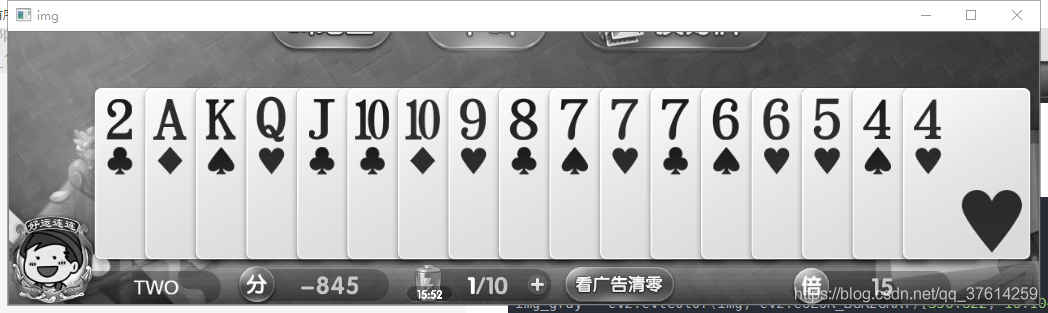 img
2 A K Q J 10 10 9 8 7 7 7 6 6 5 4 4
好运连连
TWO 分 -845 15:52 1/10 + 看广告清零 倍 15
https://blog.csdn.net/qq_37614259